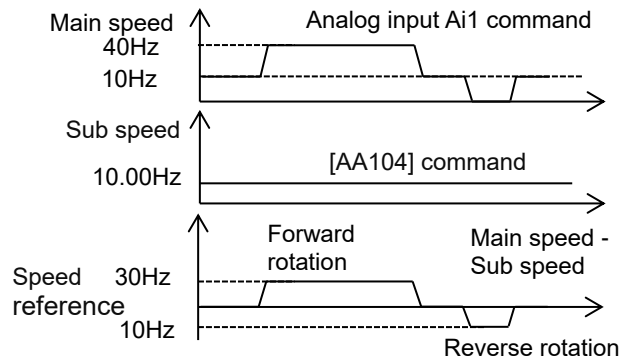 Main speed
Analog input Ai1 command
40Hz
10Hz
Sub speed
[AA104] command
10.00Hz
Forward
rotation
Main speed -
Sub speed
Speed
reference
30Hz
10Hz
Reverse rotation